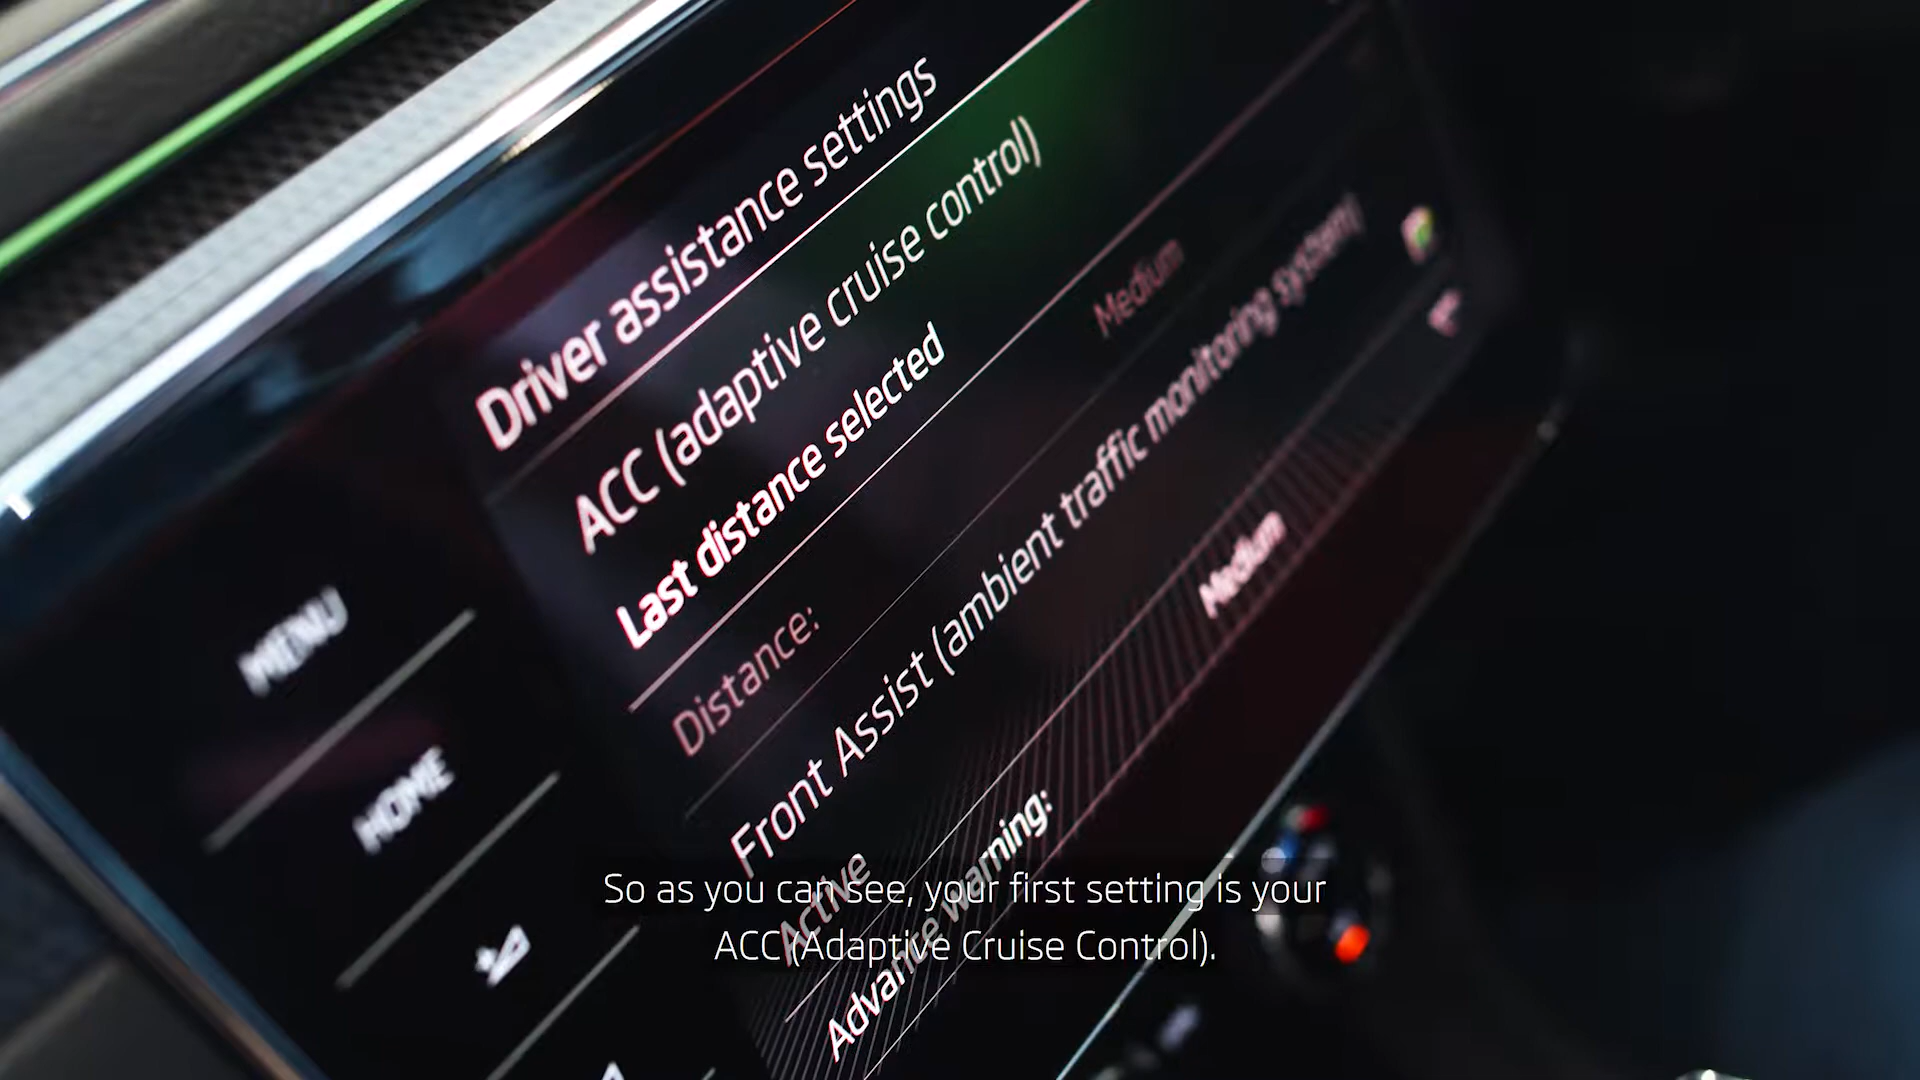 Driver assistance settings
ACC (adaptive cruise control)
Last distance selected
Distance: Medium
Front Assist (ambient traffic monitoring system)
Active
Advance warning: Medium
MENU
HOME
So as you can see, your first setting is your
ACC (Adaptive Cruise Control).